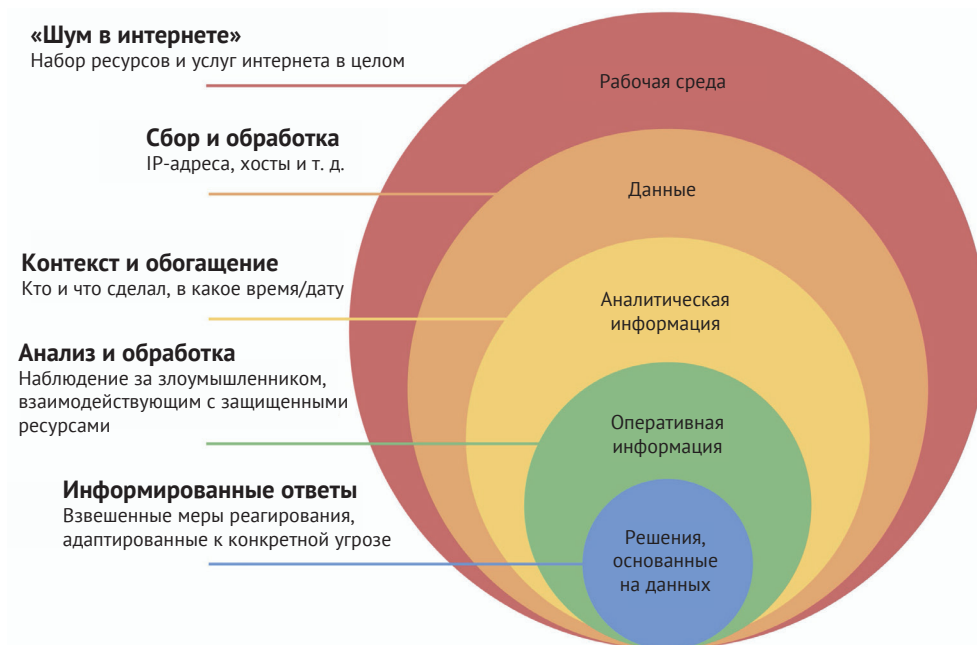 «Шум в интернете»
Набор ресурсов и услуг интернета в целом
Рабочая среда
Сбор и обработка
IP-адреса, хосты и т. д.
Данные
Контекст и обогащение
Кто и что сделал, в какое время/дату
Аналитическая
информация
Анализ и обработка
Наблюдение за злоумышленником,
взаимодействующим с защищенными
ресурсами
Оперативная
информация
Информированные ответы
Взвешенные меры реагирования,
адаптированные к конкретной угрозе
Решения,
основанные
на данных